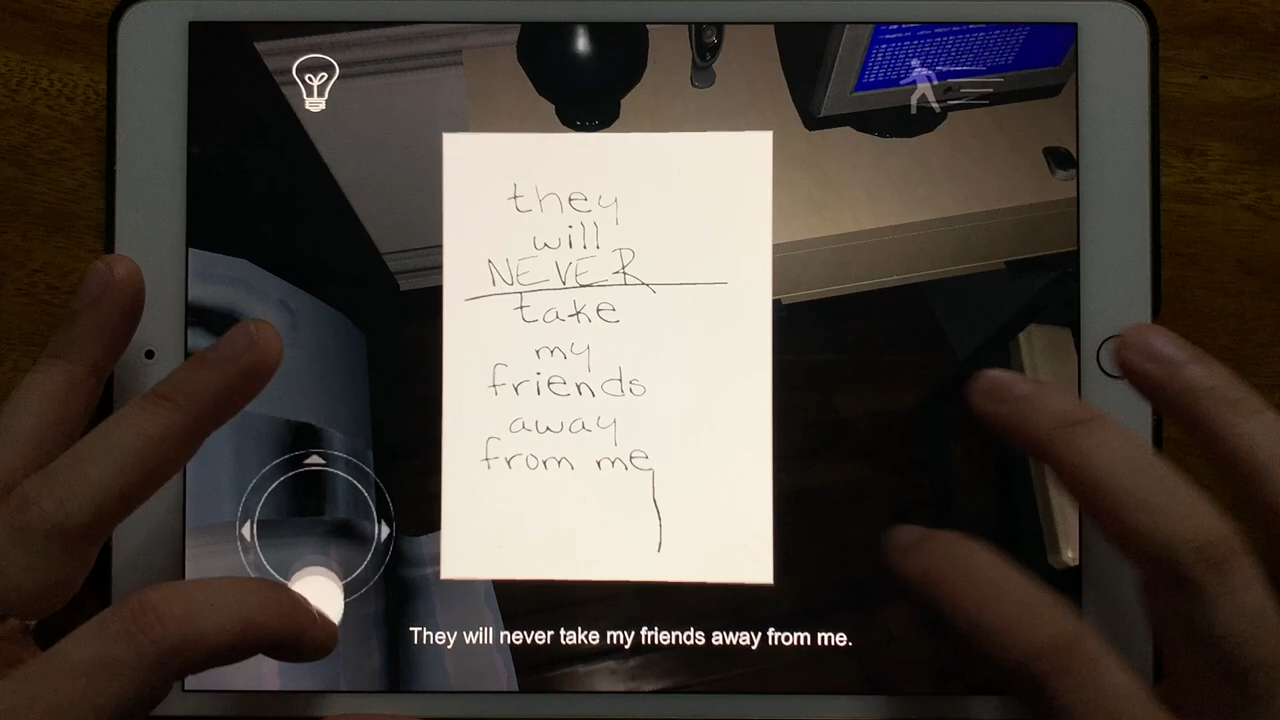 they
will
NEVER
take
my
friends
away
from me
They will never take my friends away from me.